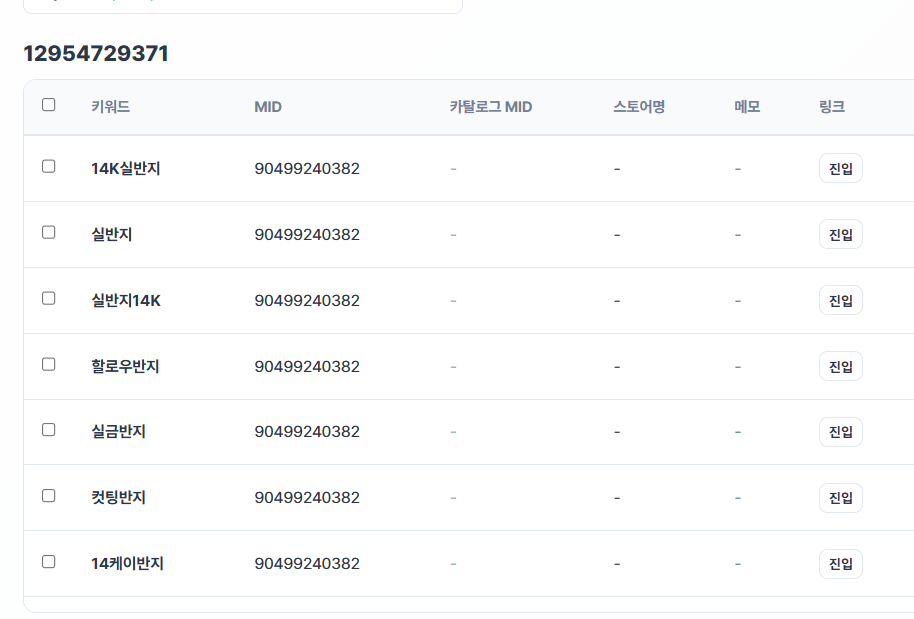 12954729371
키워드 MID 카탈로그 MID 스토어명 메모 링크
14K실반지 90499240382 - - - 진입
실반지 90499240382 - - - 진입
실반지14K 90499240382 - - - 진입
할로우반지 90499240382 - - - 진입
실금반지 90499240382 - - - 진입
컷팅반지 90499240382 - - - 진입
14케이반지 90499240382 - - - 진입